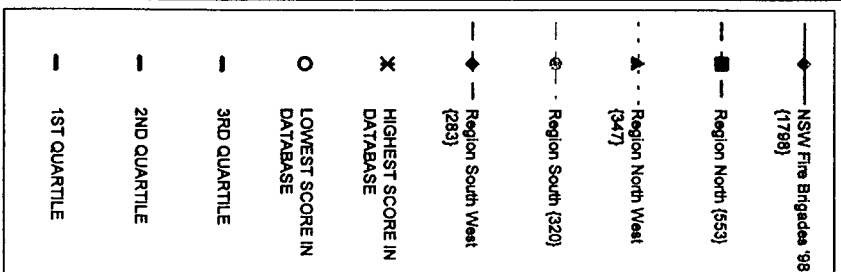 NSW Fire Brigades '98
{1798}
Region North {553}
Region North West
{347}
Region South {320}
Region South West
{283}
HIGHEST SCORE IN
DATABASE
LOWEST SCORE IN
DATABASE
3RD QUARTILE
2ND QUARTILE
1ST QUARTILE